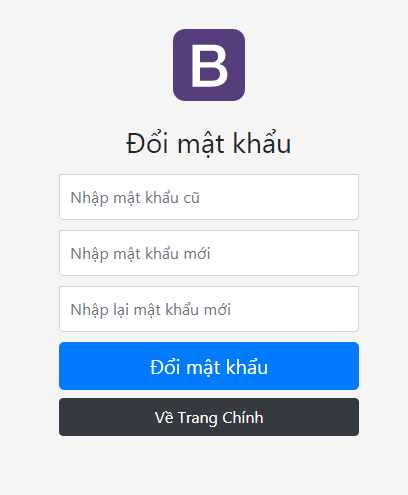 B
Đổi mật khẩu
Nhập mật khẩu cũ
Nhập mật khẩu mới
Nhập lại mật khẩu mới
Đổi mật khẩu
Về Trang Chính